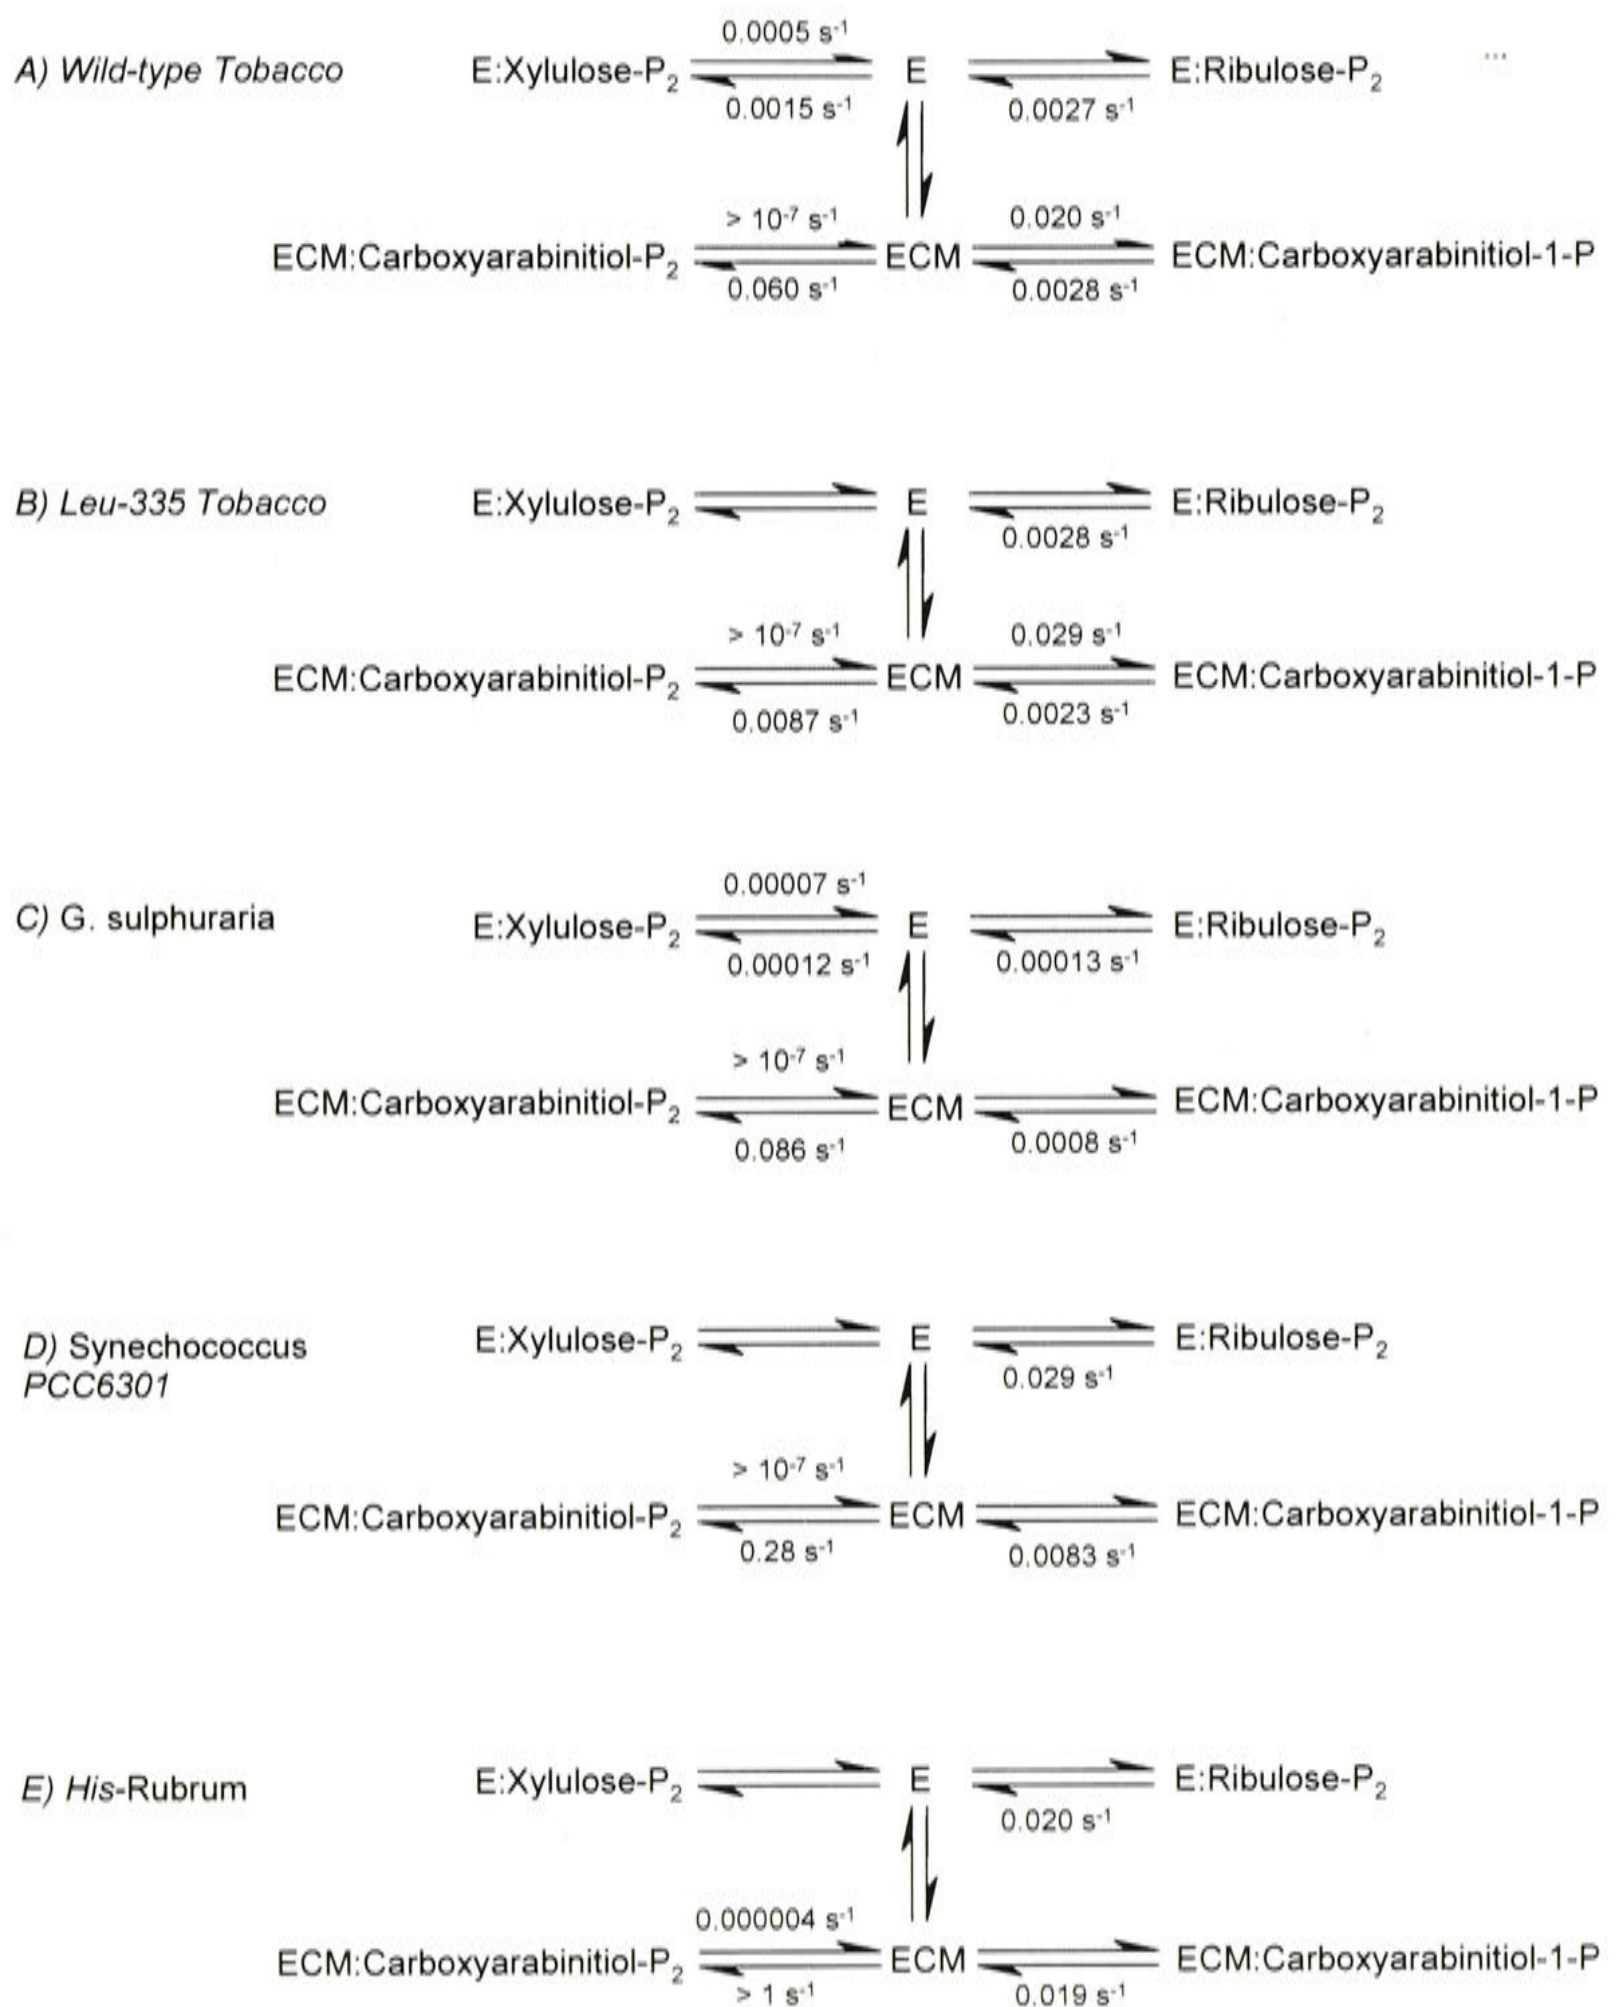 0.0005 s⁻¹
A) Wild-type Tobacco E:Xylulose-P₂ E E:Ribulose-P₂ ...
0.0015 s⁻¹ 0.0027 s⁻¹
> 10⁻⁷ s⁻¹ 0.020 s⁻¹
ECM:Carboxyarabinitiol-P₂ ECM ECM:Carboxyarabinitiol-1-P
0.060 s⁻¹ 0.0028 s⁻¹
B) Leu-335 Tobacco E:Xylulose-P₂ E E:Ribulose-P₂
0.0028 s⁻¹
> 10⁻⁷ s⁻¹ 0.029 s⁻¹
ECM:Carboxyarabinitiol-P₂ ECM ECM:Carboxyarabinitiol-1-P
0.0087 s⁻¹ 0.0023 s⁻¹
0.00007 s⁻¹
C) G. sulphuraria E:Xylulose-P₂ E E:Ribulose-P₂
0.00012 s⁻¹ 0.00013 s⁻¹
> 10⁻⁷ s⁻¹
ECM:Carboxyarabinitiol-P₂ ECM ECM:Carboxyarabinitiol-1-P
0.086 s⁻¹ 0.0008 s⁻¹
D) Synechococcus E:Xylulose-P₂ E E:Ribulose-P₂
PCC6301 0.029 s⁻¹
> 10⁻⁷ s⁻¹
ECM:Carboxyarabinitiol-P₂ ECM ECM:Carboxyarabinitiol-1-P
0.28 s⁻¹ 0.0083 s⁻¹
E) His-Rubrum E:Xylulose-P₂ E E:Ribulose-P₂
0.020 s⁻¹
0.000004 s⁻¹
ECM:Carboxyarabinitiol-P₂ ECM ECM:Carboxyarabinitiol-1-P
> 1 s⁻¹ 0.019 s⁻¹